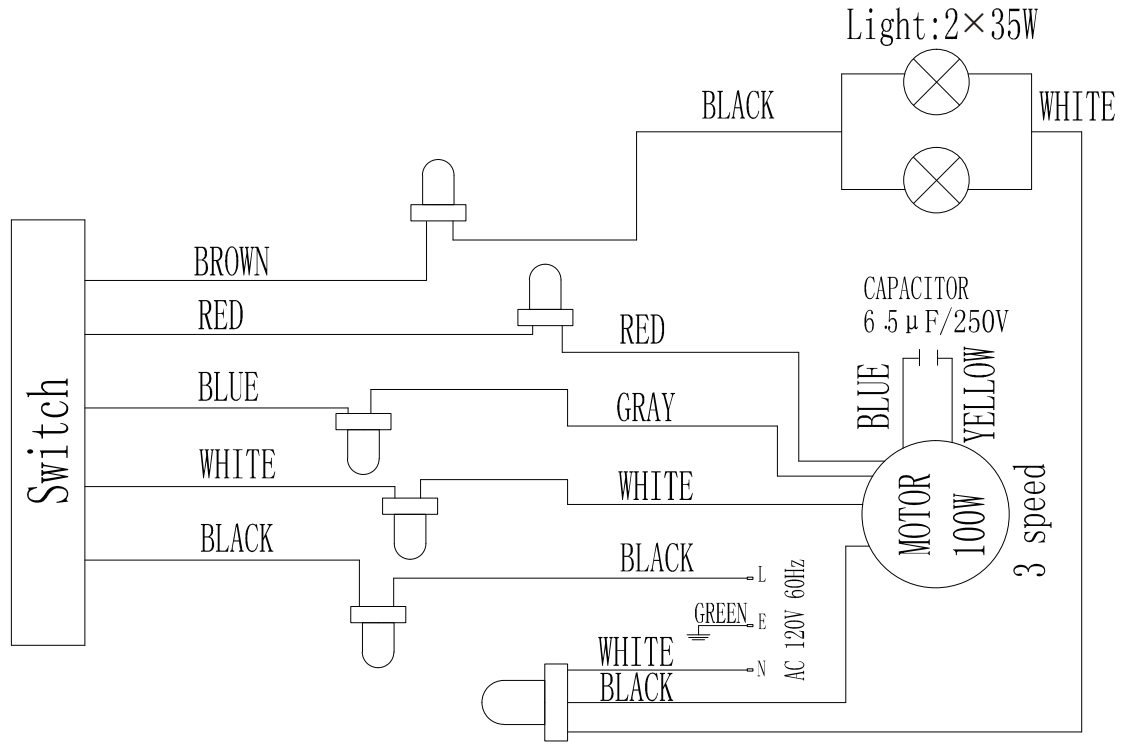 Light:2×35W
BLACK
WHITE
BROWN
RED
RED
CAPACITOR
6.5μF/250V
BLUE
YELLOW
BLUE
GRAY
Switch
WHITE
WHITE
MOTOR
100W
3 speed
BLACK
BLACK
L
GREEN
E
AC 120V 60Hz
WHITE
N
BLACK